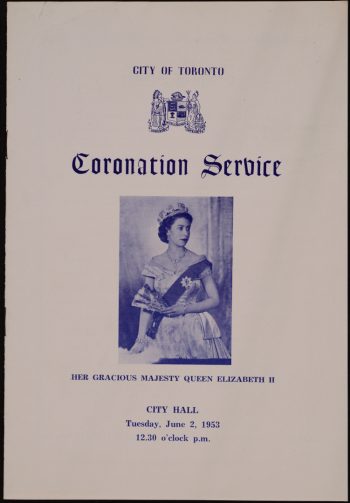 CITY OF TORONTO
Coronation Service
HER GRACIOUS MAJESTY QUEEN ELIZABETH II
CITY HALL
Tuesday, June 2, 1953
12.30 o'clock p.m.